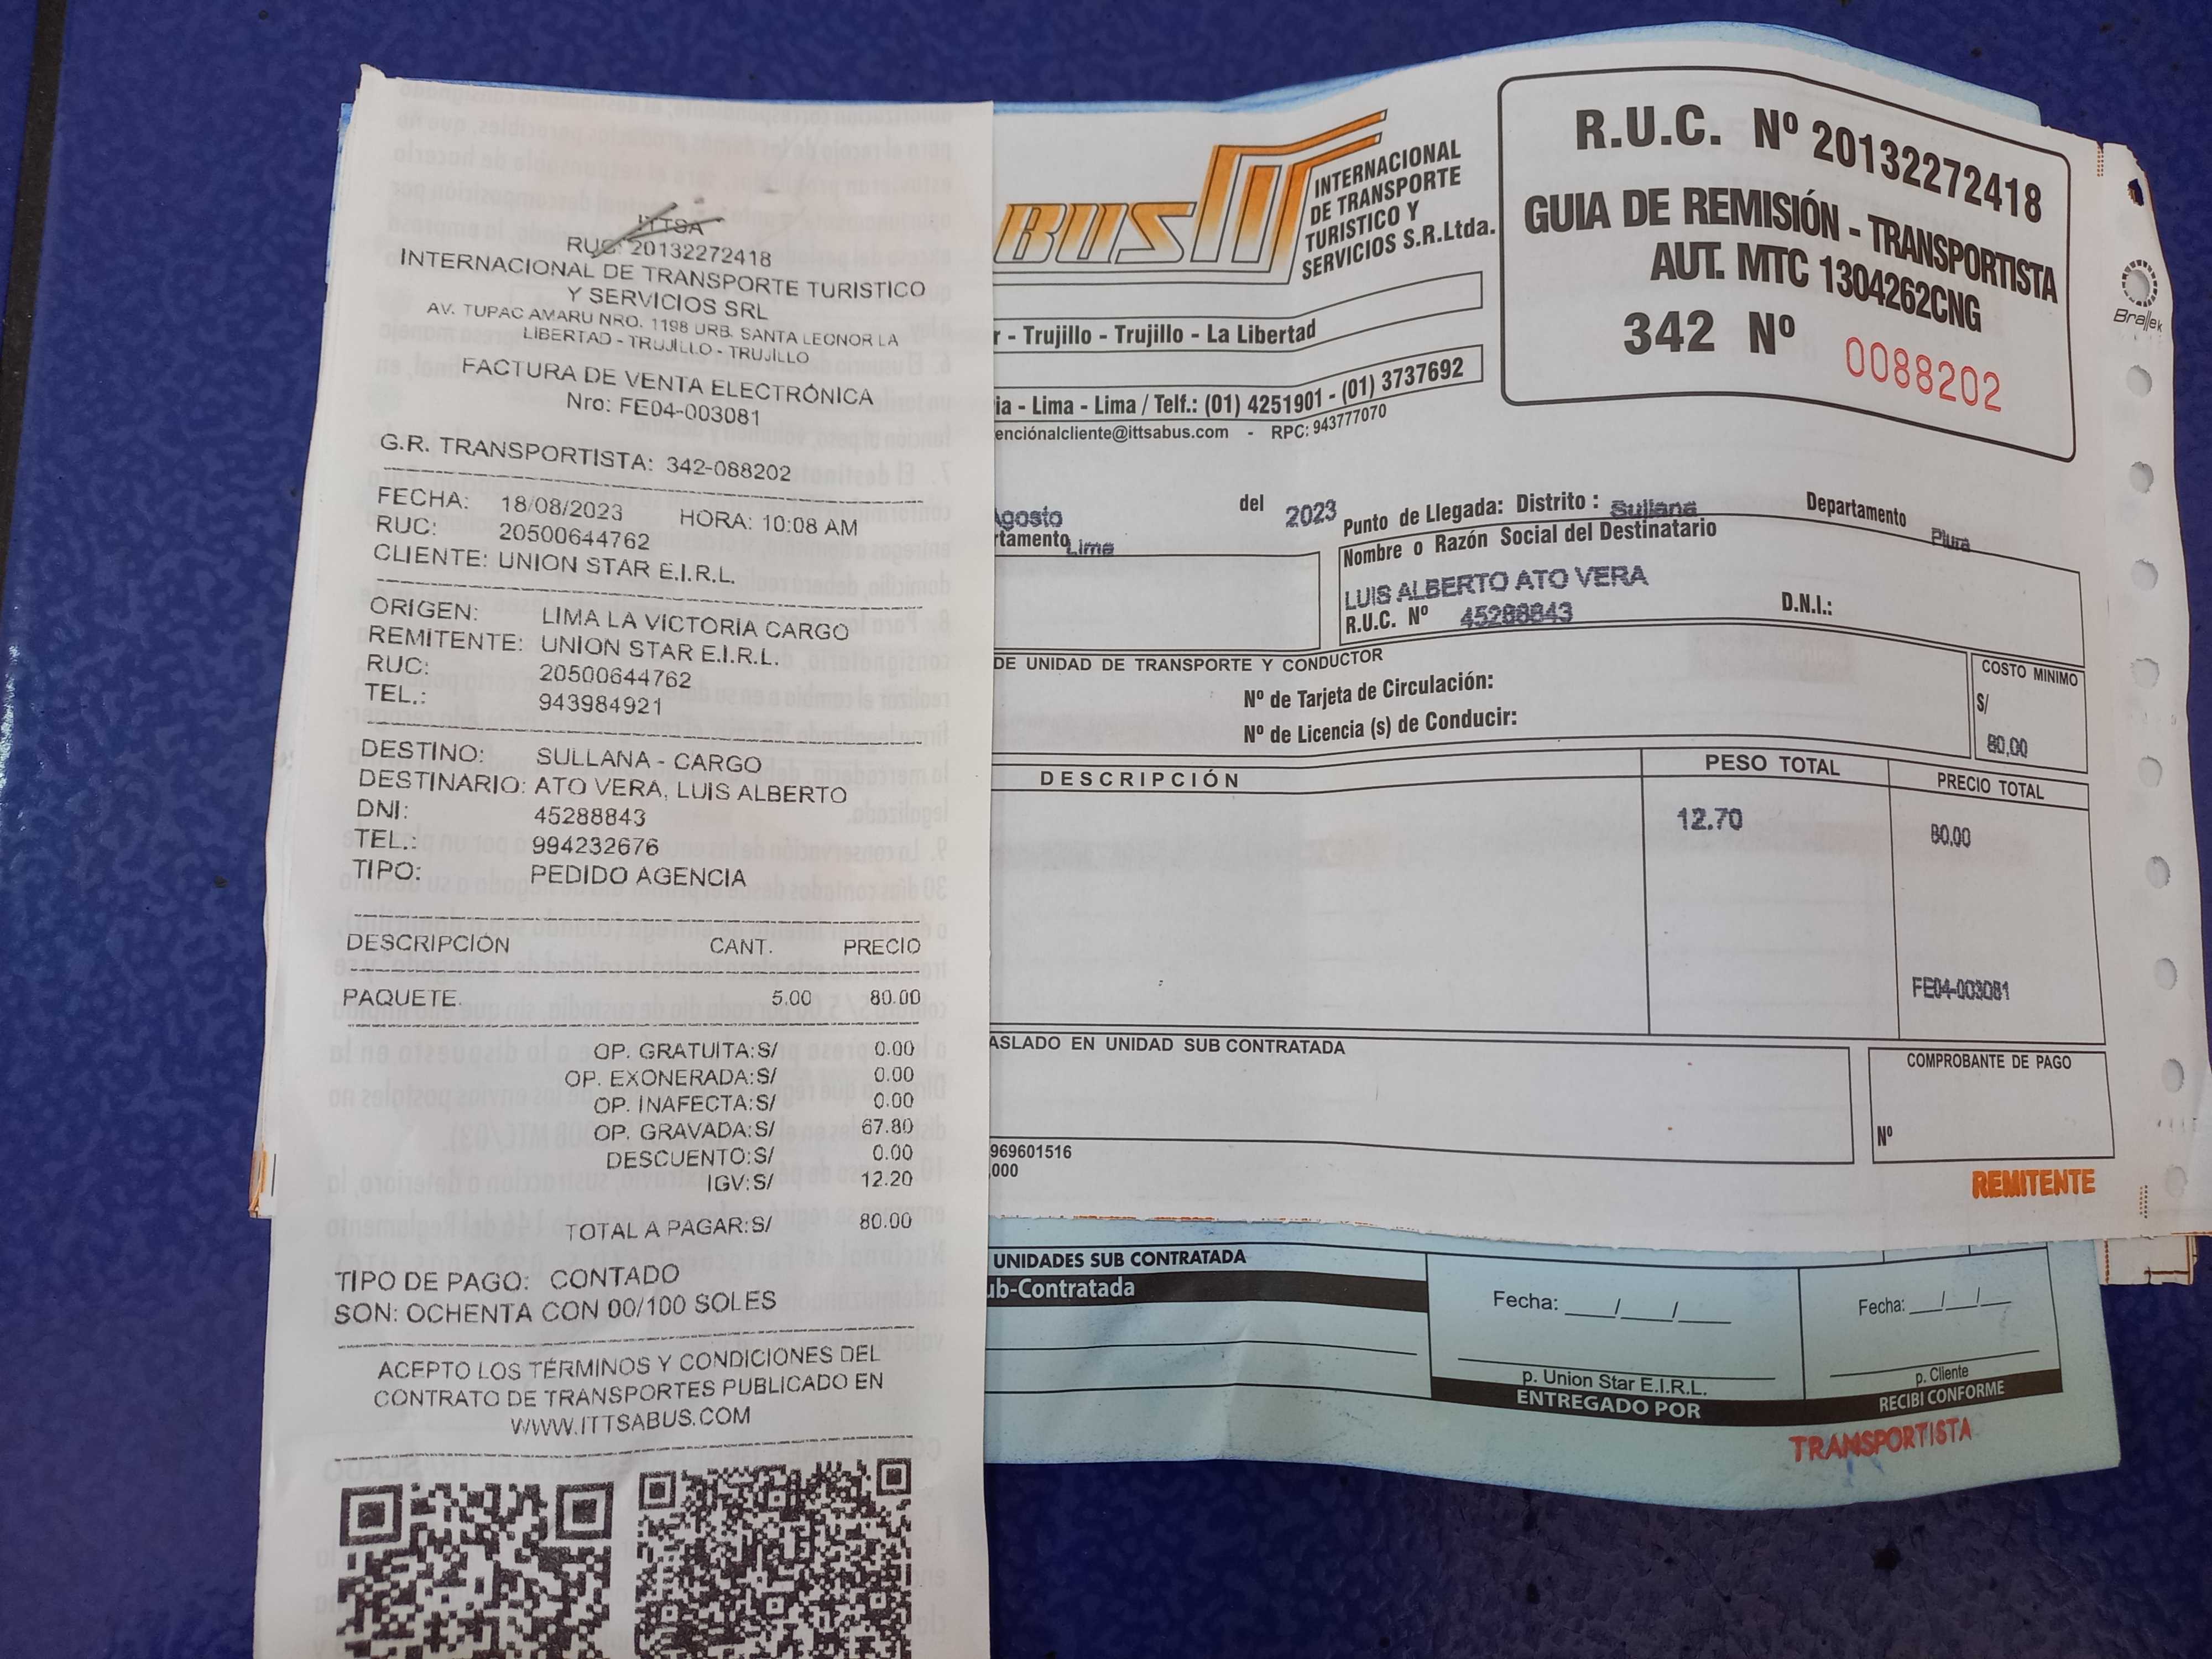 ITTSA
RUC: 20132272418
INTERNACIONAL DE TRANSPORTE TURISTICO
Y SERVICIOS SRL
AV. TUPAC AMARU NRO. 1198 URB. SANTA LEONOR LA
LIBERTAD - TRUJILLO - TRUJILLO
FACTURA DE VENTA ELECTRÓNICA
Nro: FE04-003081
G.R. TRANSPORTISTA: 342-088202
FECHA: 18/08/2023 HORA: 10:08 AM
RUC: 20500644762
CLIENTE: UNION STAR E.I.R.L.
ORIGEN: LIMA LA VICTORIA CARGO
REMITENTE: UNION STAR E.I.R.L.
RUC: 20500644762
TEL.: 943984921
DESTINO: SULLANA - CARGO
DESTINARIO: ATO VERA, LUIS ALBERTO
DNI: 45288843
TEL.: 994232676
TIPO: PEDIDO AGENCIA
DESCRIPCIÓN CANT. PRECIO
PAQUETE. 5.00 80.00
OP. GRATUITA:S/ 0.00
OP. EXONERADA:S/ 0.00
OP. INAFECTA:S/ 0.00
OP. GRAVADA:S/ 67.80
DESCUENTO:S/ 0.00
IGV:S/ 12.20
TOTAL A PAGAR:S/ 80.00
TIPO DE PAGO: CONTADO
SON: OCHENTA CON 00/100 SOLES
ACEPTO LOS TÉRMINOS Y CONDICIONES DEL
CONTRATO DE TRANSPORTES PUBLICADO EN
WWW.ITTSABUS.COM
BUS
INTERNACIONAL
DE TRANSPORTE
TURISTICO Y
SERVICIOS S.R.Ltda.
r - Trujillo - Trujillo - La Libertad
ia - Lima - Lima / Telf.: (01) 4251901 - (01) 3737692
enciónalcliente@ittsabus.com - RPC: 943777070
R.U.C. Nº 20132272418
GUIA DE REMISIÓN - TRANSPORTISTA
AUT. MTC 1304262CNG
342 Nº 0088202
Brallek
Agosto del 2023
rtamento Lima
Punto de Llegada: Distrito : Sullana Departamento Piura
Nombre o Razón Social del Destinatario
LUIS ALBERTO ATO VERA
R.U.C. Nº 45288843 D.N.I.:
DE UNIDAD DE TRANSPORTE Y CONDUCTOR
Nº de Tarjeta de Circulación:
Nº de Licencia (s) de Conducir:
COSTO MINIMO
S/
80.00
DESCRIPCIÓN PESO TOTAL PRECIO TOTAL
12.70 80.00
FE04-003081
ASLADO EN UNIDAD SUB CONTRATADA
COMPROBANTE DE PAGO
Nº
969601516
.000
REMITENTE
UNIDADES SUB CONTRATADA
ub-Contratada
Fecha: ___/___/___
p. Union Star E.I.R.L.
ENTREGADO POR
Fecha: ___/___/___
p. Cliente
RECIBI CONFORME
TRANSPORTISTA